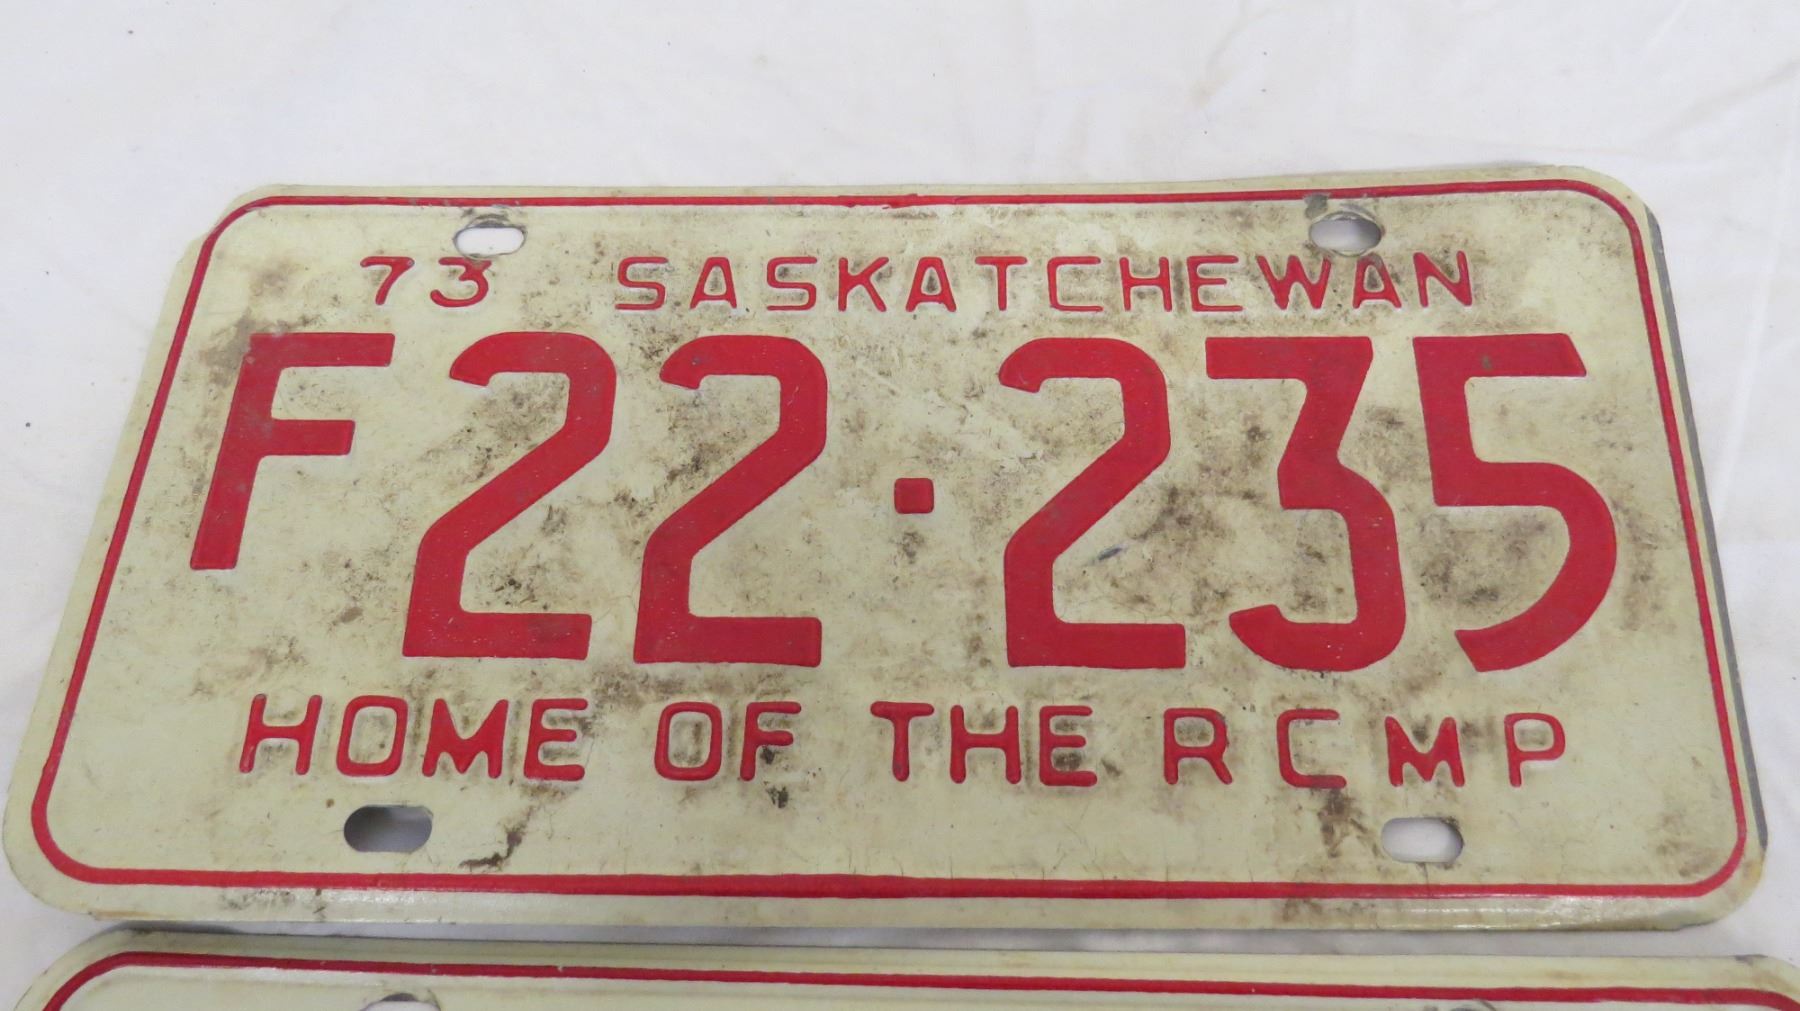 73 SASKATCHEWAN
F22·235
HOME OF THE RCMP